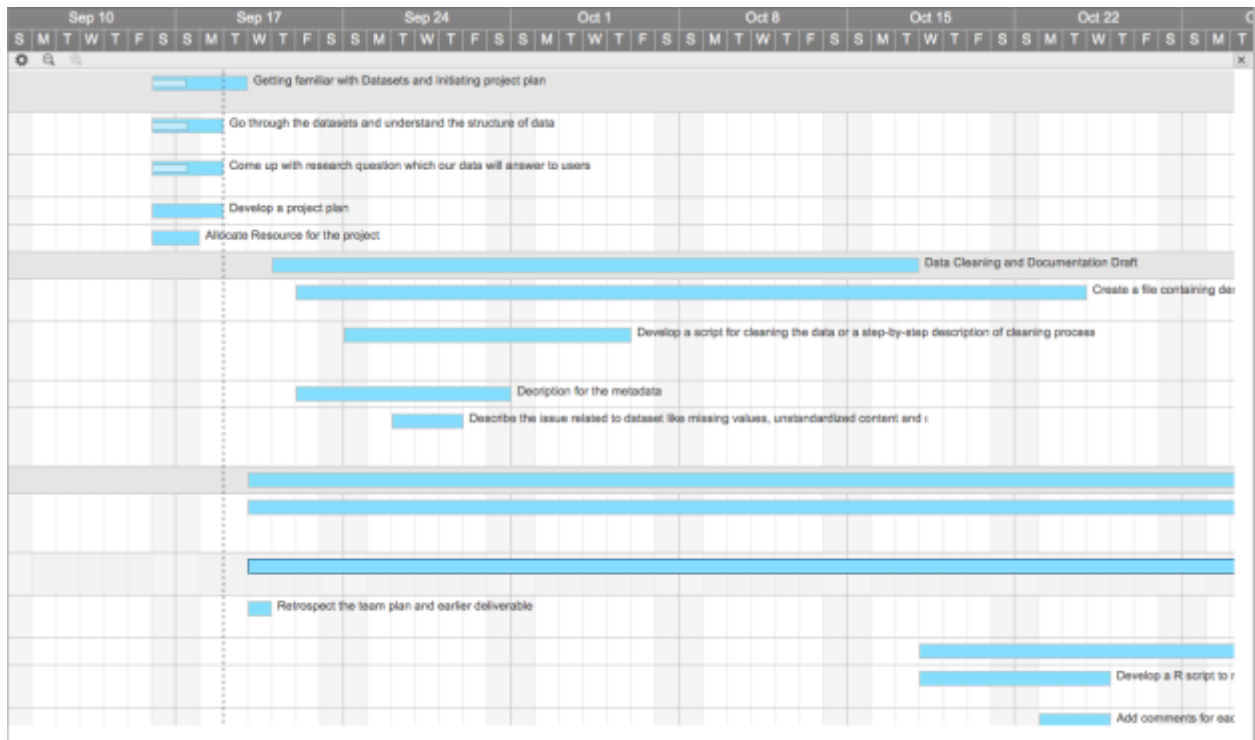 Sep 10 Sep 17 Sep 24 Oct 1 Oct 8 Oct 15 Oct 22 O
S M T W T F S S M T W T F S S M T W T F S S M T W T F S S M T W T F S S M T W T F S S M T W T F S S M T
Getting familiar with Datasets and Initiating project plan
Go through the datasets and understand the structure of data
Come up with research question which our data will answer to users
Develop a project plan
Allocate Resource for the project
Data Cleaning and Documentation Draft
Create a file containing des
Develop a script for cleaning the data or a step-by-step description of cleaning process
Decription for the metadata
Describe the issue related to dataset like missing values, unstandardized content and
Retrospect the team plan and earlier deliverable
Develop a R script to
Add comments for eac